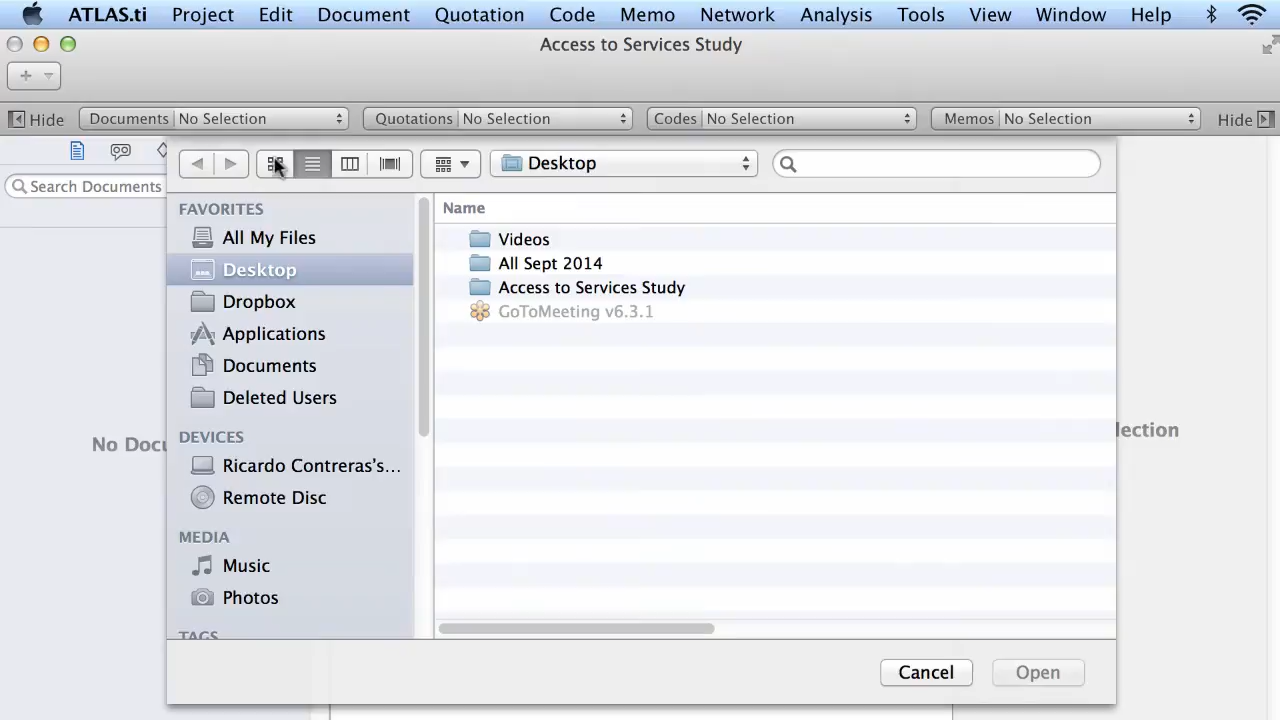 ATLAS.ti Project Edit Document Quotation Code Memo Network Analysis Tools View Window Help
Access to Services Study
Hide Documents No Selection Quotations No Selection Codes No Selection Memos No Selection Hide
Desktop
Search Documents
FAVORITES
All My Files
Desktop
Dropbox
Applications
Documents
Deleted Users
DEVICES
Ricardo Contreras's...
Remote Disc
MEDIA
Music
Photos
TAGS
Name
Videos
All Sept 2014
Access to Services Study
GoToMeeting v6.3.1
No Docu
lection
Cancel Open